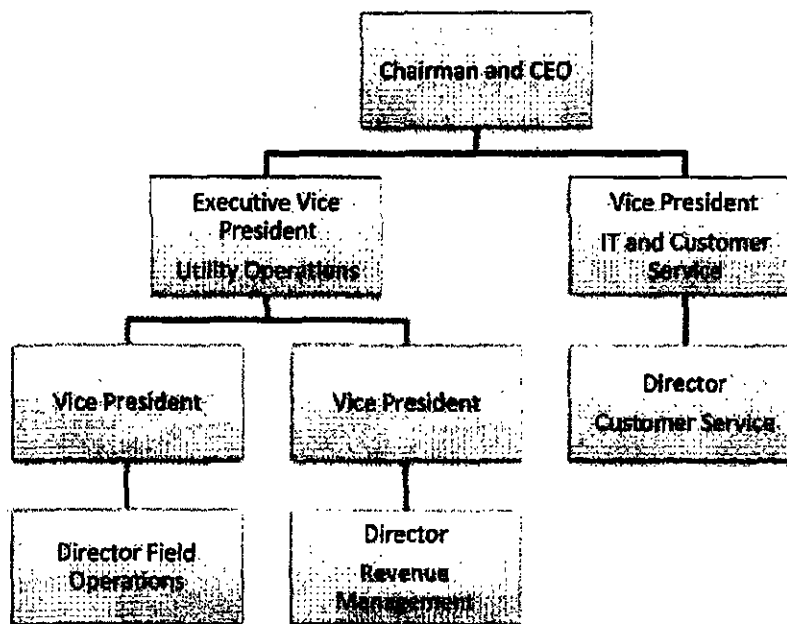 Chairman and CEO
Executive Vice
President
Utility Operations
Vice President
IT and Customer
Service
Vice President
Vice President
Director
Customer Service
Director Field
Operations
Director
Revenue
Management